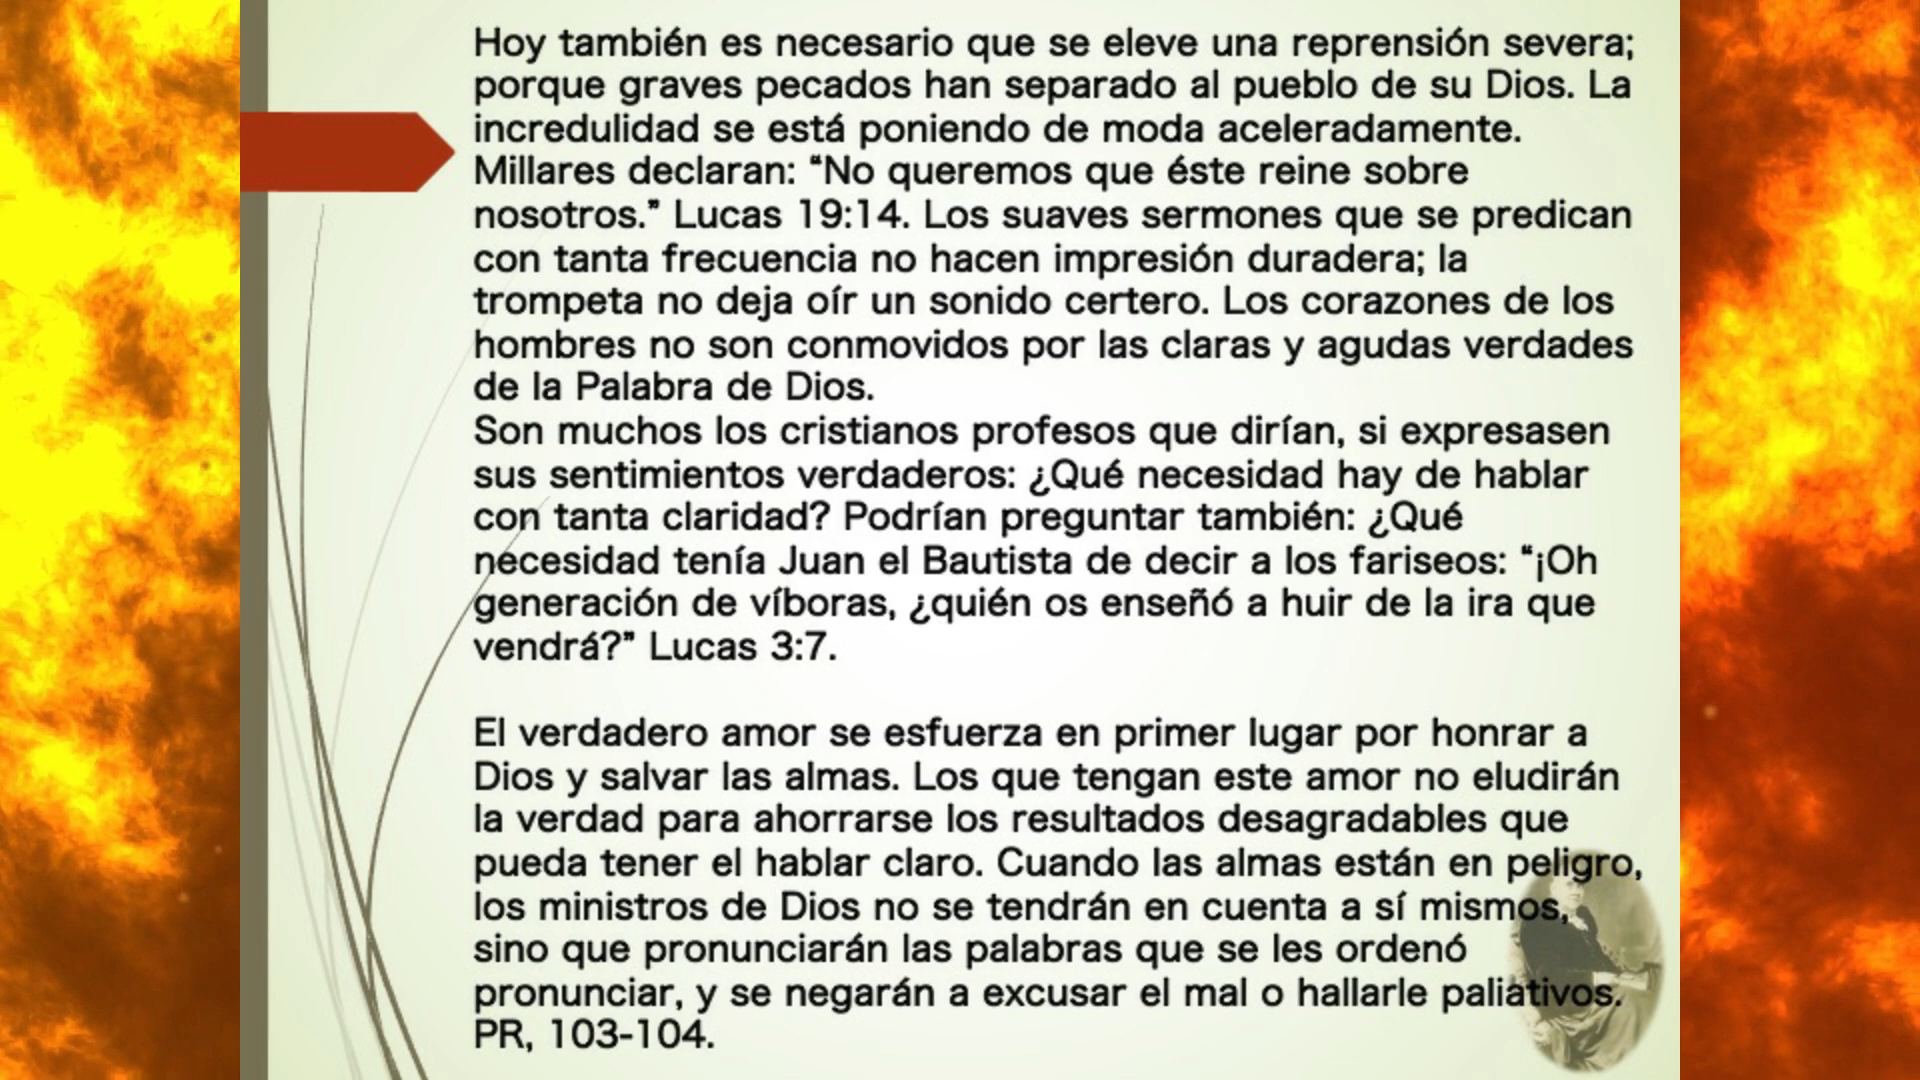 Hoy también es necesario que se eleve una reprensión severa;
porque graves pecados han separado al pueblo de su Dios. La
incredulidad se está poniendo de moda aceleradamente.
Millares declaran: “No queremos que éste reine sobre
nosotros.” Lucas 19:14. Los suaves sermones que se predican
con tanta frecuencia no hacen impresión duradera; la
trompeta no deja oír un sonido certero. Los corazones de los
hombres no son conmovidos por las claras y agudas verdades
de la Palabra de Dios.
Son muchos los cristianos profesos que dirían, si expresasen
sus sentimientos verdaderos: ¿Qué necesidad hay de hablar
con tanta claridad? Podrían preguntar también: ¿Qué
necesidad tenía Juan el Bautista de decir a los fariseos: “¡Oh
generación de víboras, ¿quién os enseñó a huir de la ira que
vendrá?” Lucas 3:7.
El verdadero amor se esfuerza en primer lugar por honrar a
Dios y salvar las almas. Los que tengan este amor no eludirán
la verdad para ahorrarse los resultados desagradables que
pueda tener el hablar claro. Cuando las almas están en peligro,
los ministros de Dios no se tendrán en cuenta a sí mismos,
sino que pronunciarán las palabras que se les ordenó
pronunciar, y se negarán a excusar el mal o hallarle paliativos.
PR, 103-104.